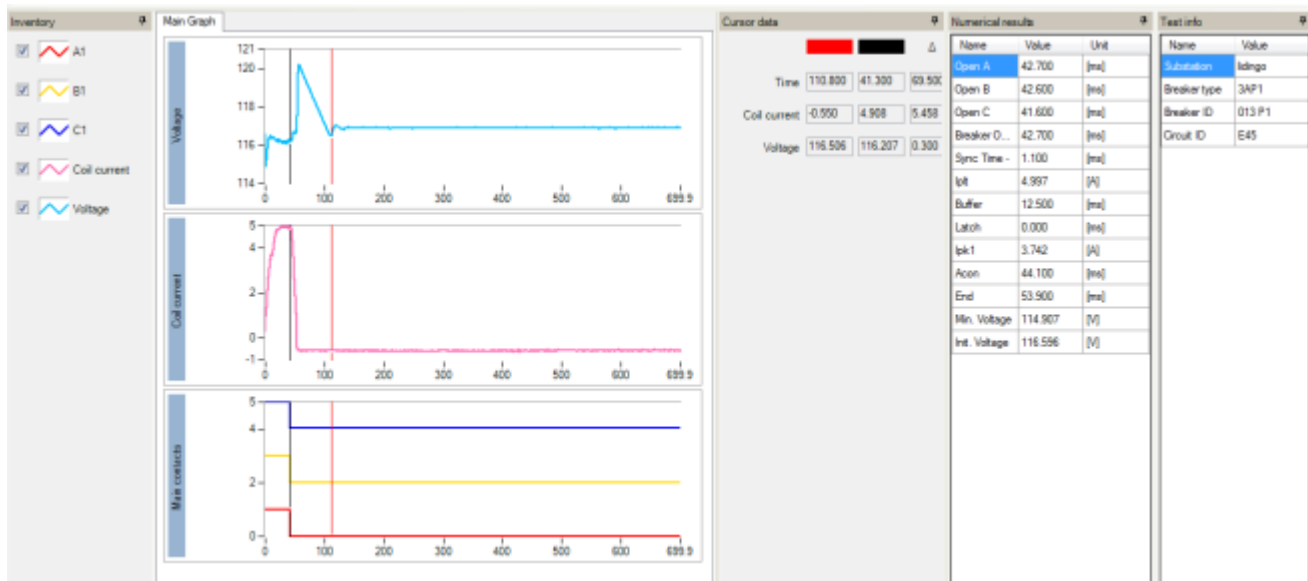 Inventory
A1
B1
C1
Coil current
Voltage
Main Graph
Voltage
121
120
118
116
114
0 100 200 300 400 500 600 699.9
Coil current
5
4
2
0
-1
0 100 200 300 400 500 600 699.9
Main contacts
5
4
2
0
0 100 200 300 400 500 600 699.9
Cursor data
Δ
Time 110.800 41.300 69.500
Coil current -0.550 4.908 5.458
Voltage 116.506 116.207 0.300
Numerical results
Name Value Unit
Open A 42.700 [ms]
Open B 42.600 [ms]
Open C 41.600 [ms]
Breaker O... 42.700 [ms]
Sync Time - 1.100 [ms]
Iplt 4.997 [A]
Buffer 12.500 [ms]
Latch 0.000 [ms]
Ipk1 3.742 [A]
Acon 44.100 [ms]
End 53.900 [ms]
Min. Voltage 114.907 [V]
Init. Voltage 116.596 [V]
Test info
Name Value
Substation lidingo
Breaker type 3AP1
Breaker ID 013 P1
Circuit ID E45